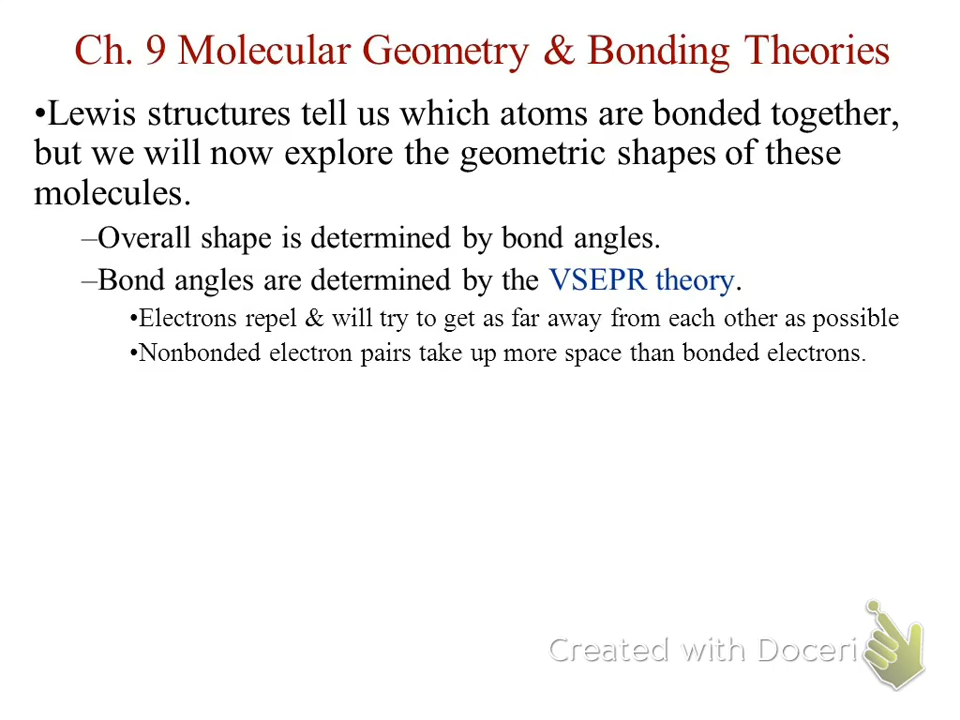 Ch. 9 Molecular Geometry & Bonding Theories
•Lewis structures tell us which atoms are bonded together,
but we will now explore the geometric shapes of these
molecules.
–Overall shape is determined by bond angles.
–Bond angles are determined by the VSEPR theory.
•Electrons repel & will try to get as far away from each other as possible
•Nonbonded electron pairs take up more space than bonded electrons.
Created with Doceri